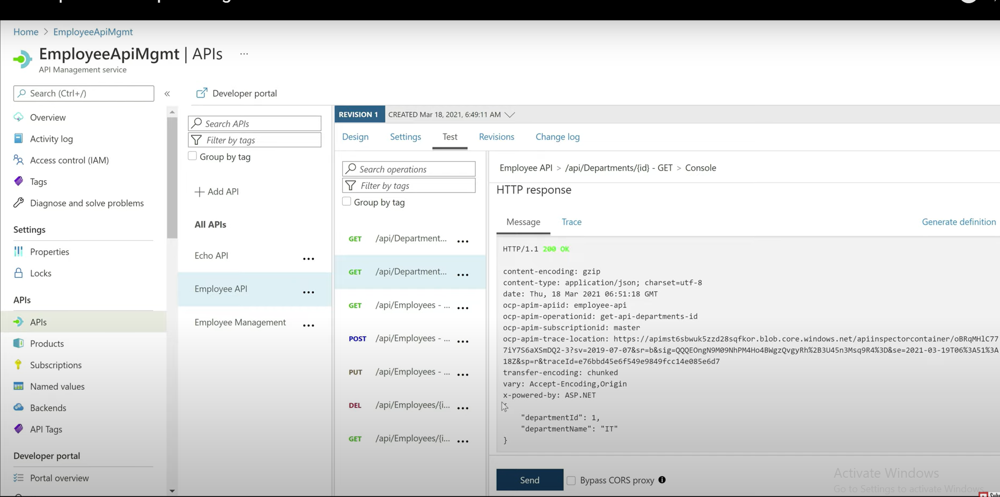 Home > EmployeeApiMgmt
EmployeeApiMgmt | APIs ...
API Management service
Search (Ctrl+/)
«
Overview
Activity log
Access control (IAM)
Tags
Diagnose and solve problems
Settings
Properties
Locks
APIs
APIs
Products
Subscriptions
Named values
Backends
API Tags
Developer portal
Portal overview
Developer portal
Search APIs
Filter by tags
Group by tag
+ Add API
All APIs
Echo API ...
Employee API ...
Employee Management ...
REVISION 1 CREATED Mar 18, 2021, 6:49:11 AM
Design Settings Test Revisions Change log
Search operations
Filter by tags
Group by tag
GET /api/Department... ...
GET /api/Department... ...
GET /api/Employees - ... ...
POST /api/Employees - ... ...
PUT /api/Employees - ... ...
DEL /api/Employees/{i... ...
GET /api/Employees/{i... ...
Employee API > /api/Departments/{id} - GET > Console
HTTP response
Message Trace Generate definition
HTTP/1.1 200 OK
content-encoding: gzip
content-type: application/json; charset=utf-8
date: Thu, 18 Mar 2021 06:51:18 GMT
ocp-apim-apiid: employee-api
ocp-apim-operationid: get-api-departments-id
ocp-apim-subscriptionid: master
ocp-apim-trace-location: https://apimst6sbwuk5zzd28sqfkor.blob.core.windows.net/apiinspectorcontainer/oBRqMHlC77
7iY7S6aXSmDQ2-3?sv=2019-07-07&sr=b&sig=QQQEOngN9M09NhPM4Ho4BWgzQvgyRh%2B3U45n3Msq9R4%3D&se=2021-03-19T06%3A51%3A
18Z&sp=r&traceId=e76bbd45e6f549e9849fcc14e085e6d7
transfer-encoding: chunked
vary: Accept-Encoding,Origin
x-powered-by: ASP.NET
"departmentId": 1,
"departmentName": "IT"
}
Send Bypass CORS proxy
Activate Windows
Go to Settings to activate Windows.